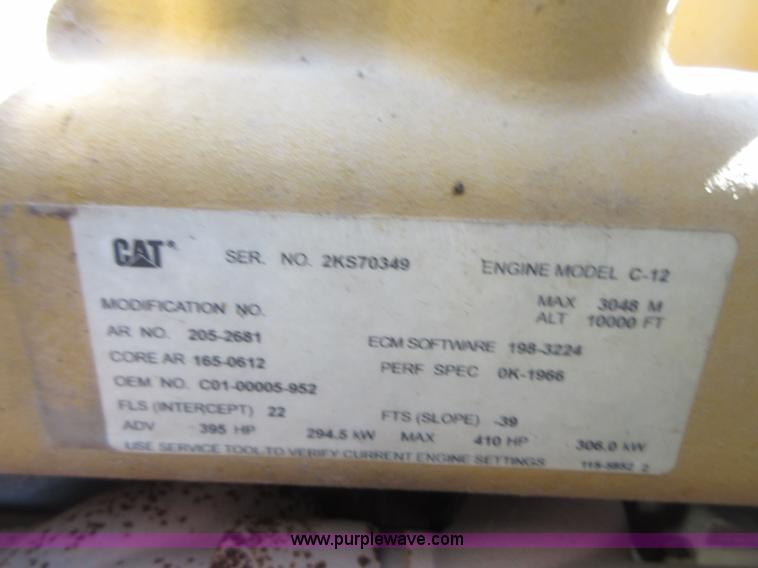 CAT® SER. NO. 2KS70349 ENGINE MODEL C-12
MODIFICATION NO. MAX 3048 M
ALT 10000 FT
AR NO. 205-2681 ECM SOFTWARE 198-3224
CORE AR 165-0612 PERF SPEC 0K-1966
OEM NO. C01-00005-952
FLS (INTERCEPT) 22 FTS (SLOPE) -39
ADV 395 HP 294.5 kW MAX 410 HP 306.0 kW
USE SERVICE TOOL TO VERIFY CURRENT ENGINE SETTINGS 115-5852 2
www.purplewave.com